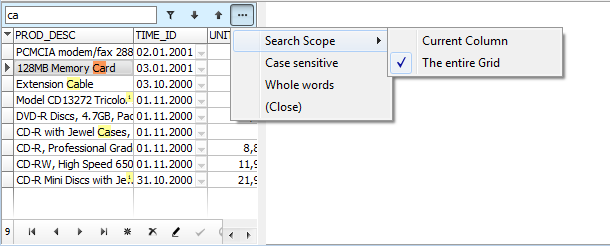 ca
PROD_DESC TIME_ID UNIT
PCMCIA modem/fax 288 02.01.2001
128MB Memory Card 03.01.2001
Extension Cable 03.10.2000
Model CD13272 Tricolo.. 01.11.2000
DVD-R Discs, 4.7GB, Pac 01.11.2000
CD-R with Jewel Cases, 01.11.2000
CD-R, Professional Grad 01.11.2000 8,8
CD-RW, High Speed 650 01.11.2000 11,9
CD-R Mini Discs with Je.. 31.10.2000 21,9
9
Search Scope
Case sensitive
Whole words
(Close)
Current Column
The entire Grid